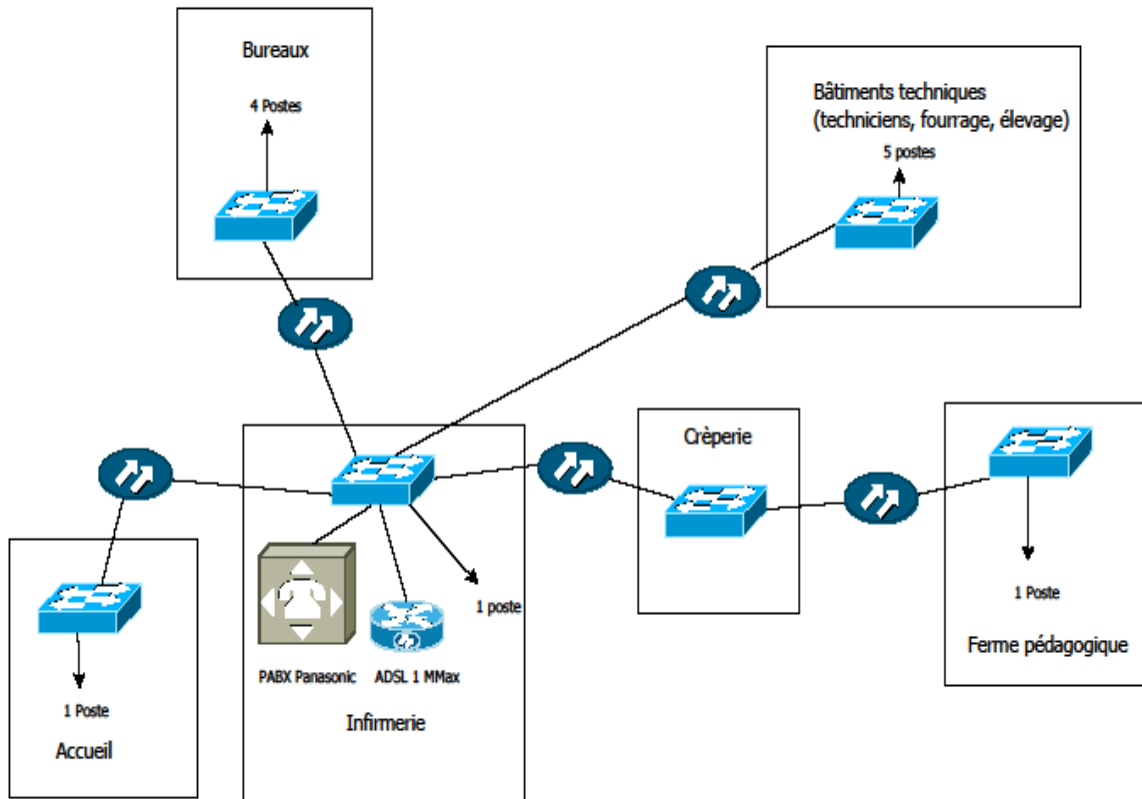 Bureaux
4 Postes
Bâtiments techniques
(techniciens, fourrage, élevage)
5 postes
Crèperie
1 poste
1 Poste
Ferme pédagogique
PABX Panasonic
ADSL 1 MMax
Infirmerie
1 Poste
Accueil